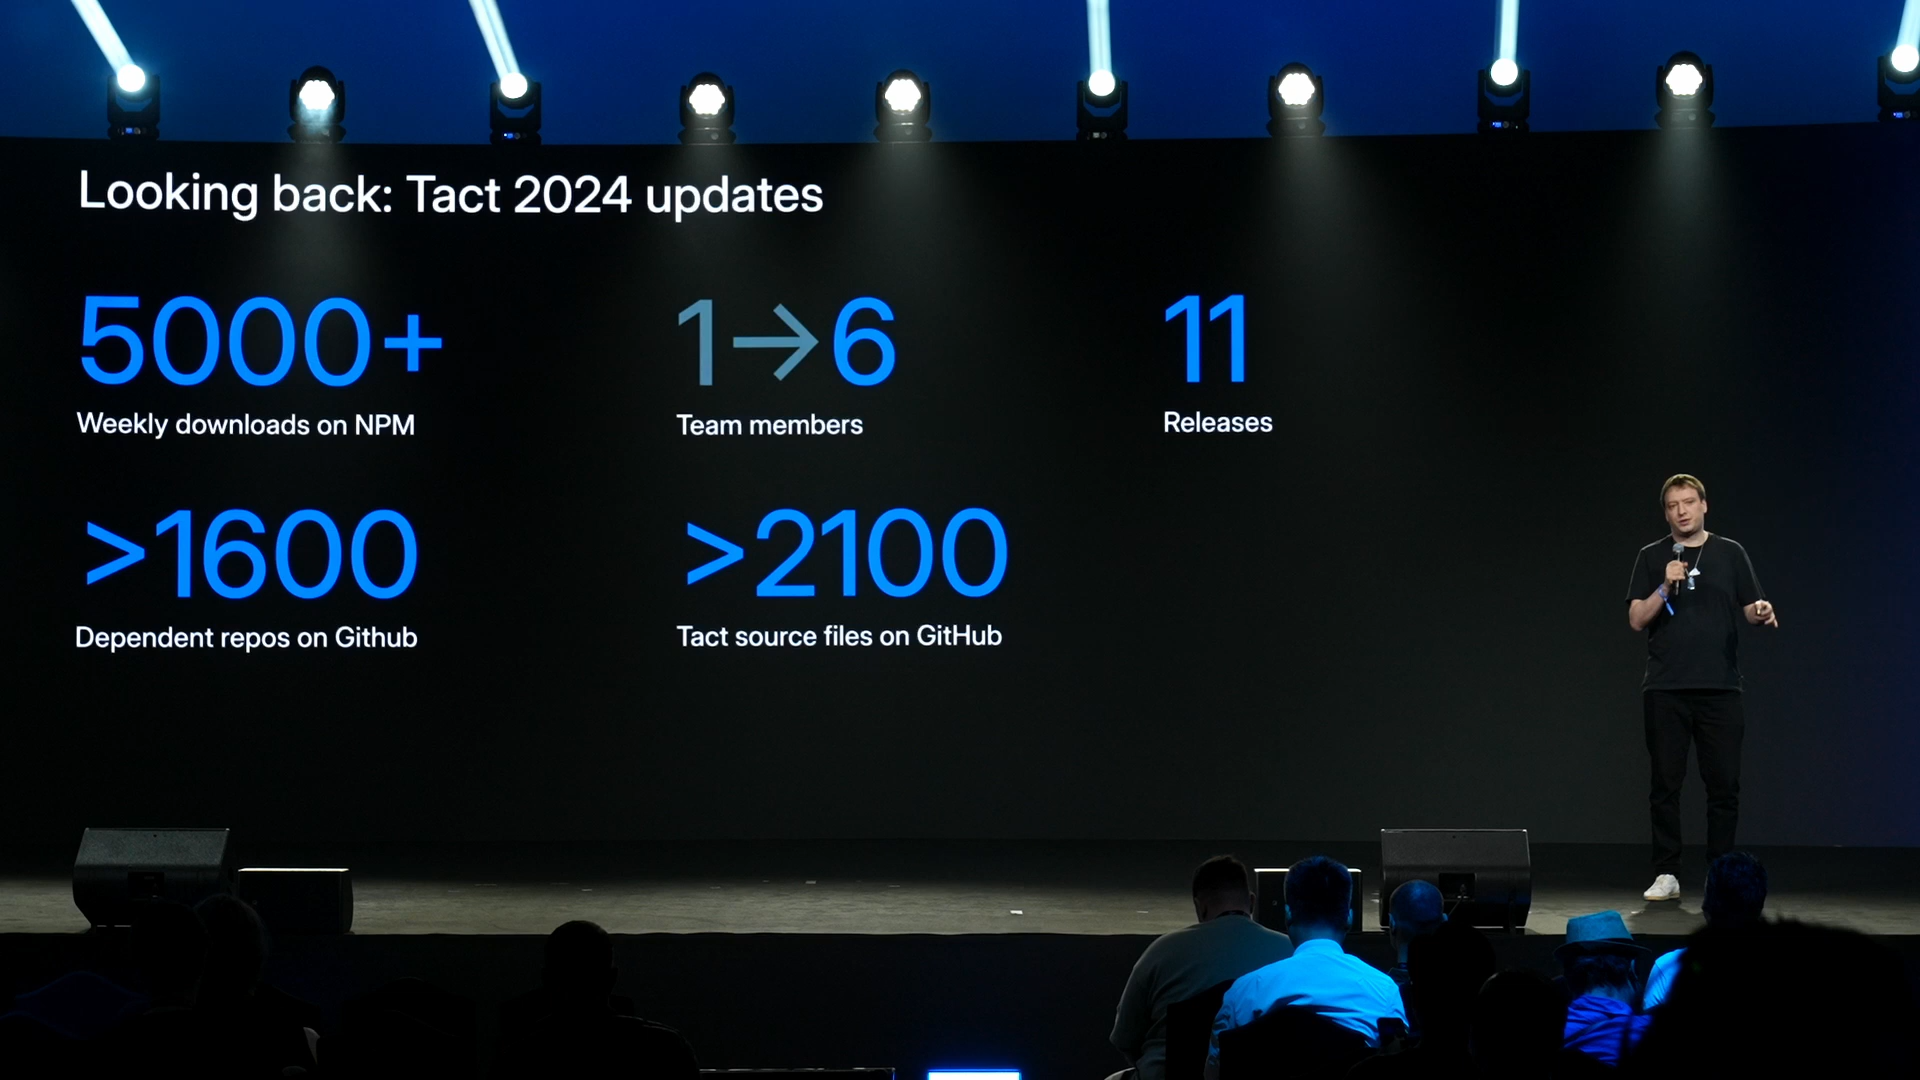 Looking back: Tact 2024 updates
5000+
Weekly downloads on NPM
1→6
Team members
11
Releases
>1600
Dependent repos on Github
>2100
Tact source files on GitHub